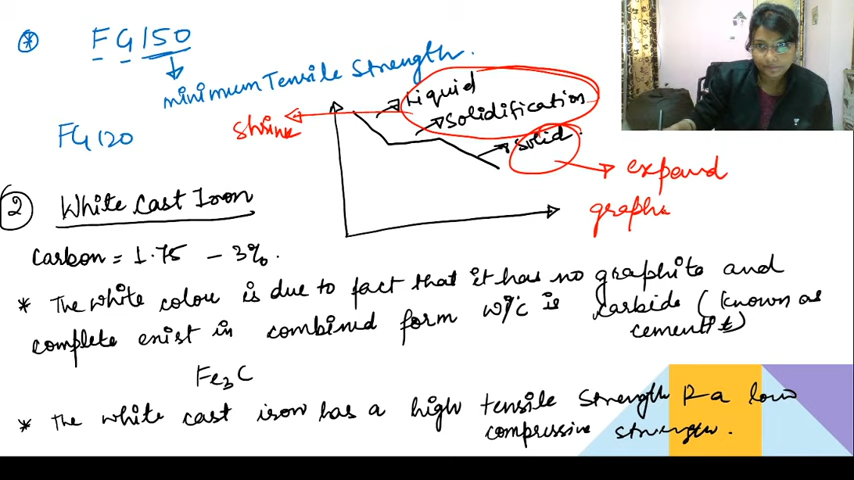 * FG150
minimum Tensile Strength.
FG120
Liquid
Solidification
Solid.
Shrink
expand
graphi
2 White Cast Iron
Carbon = 1.75 - 3%.
* The white colour is due to fact that it has no graphite and
complete exist in combined form which is carbide (known as
cementite)
Fe3C
* The white cast iron has a high tensile strength & a low
compressive strength.